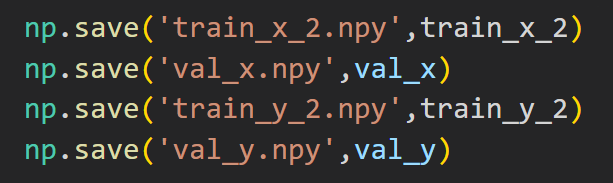 np.save('train_x_2.npy',train_x_2)
np.save('val_x.npy',val_x)
np.save('train_y_2.npy',train_y_2)
np.save('val_y.npy',val_y)